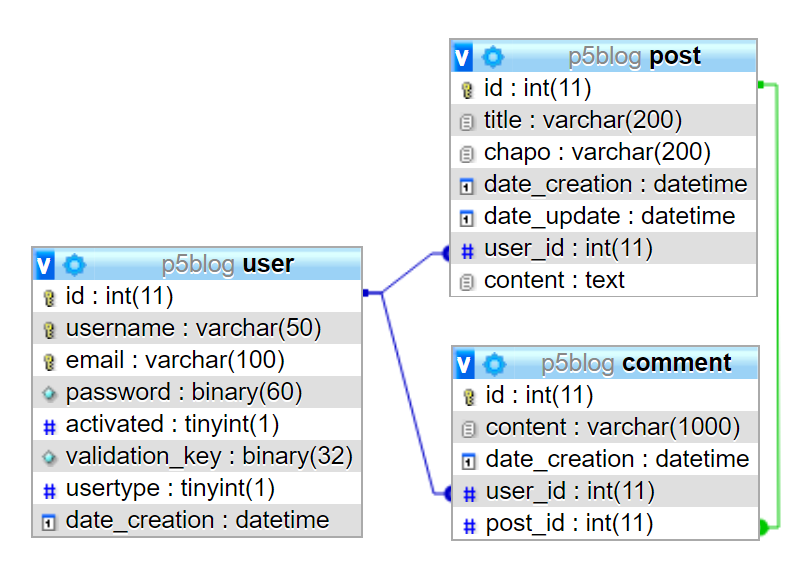 V p5blog post
id : int(11)
title : varchar(200)
chapo : varchar(200)
date_creation : datetime
date_update : datetime
# user_id : int(11)
content : text
V p5blog user
id : int(11)
username : varchar(50)
email : varchar(100)
password : binary(60)
# activated : tinyint(1)
validation_key : binary(32)
# usertype : tinyint(1)
date_creation : datetime
V p5blog comment
id : int(11)
content : varchar(1000)
date_creation : datetime
# user_id : int(11)
# post_id : int(11)